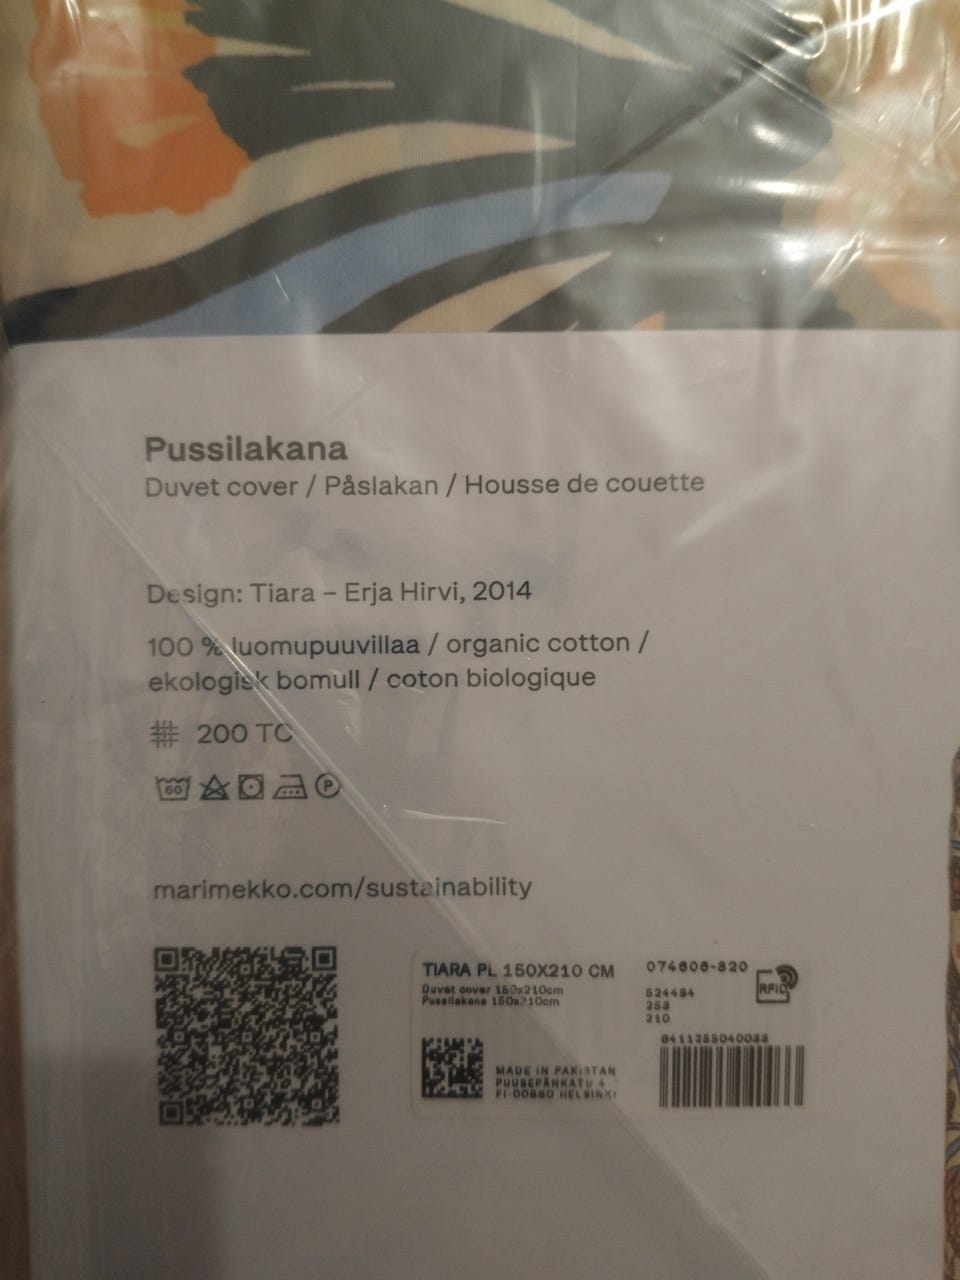 Pussilakana
Duvet cover / Påslakan / Housse de couette
Design: Tiara – Erja Hirvi, 2014
100 % luomupuuvillaa / organic cotton /
ekologisk bomull / coton biologique
200 TC
60
P
marimekko.com/sustainability
TIARA PL 150X210 CM
Duvet cover 150x210cm
Pussilakana 150x210cm
MADE IN PAKISTAN
PUUSEPÄNKATU 4
FI-00880 HELSINKI
074606-820
RFID
524484
253
210